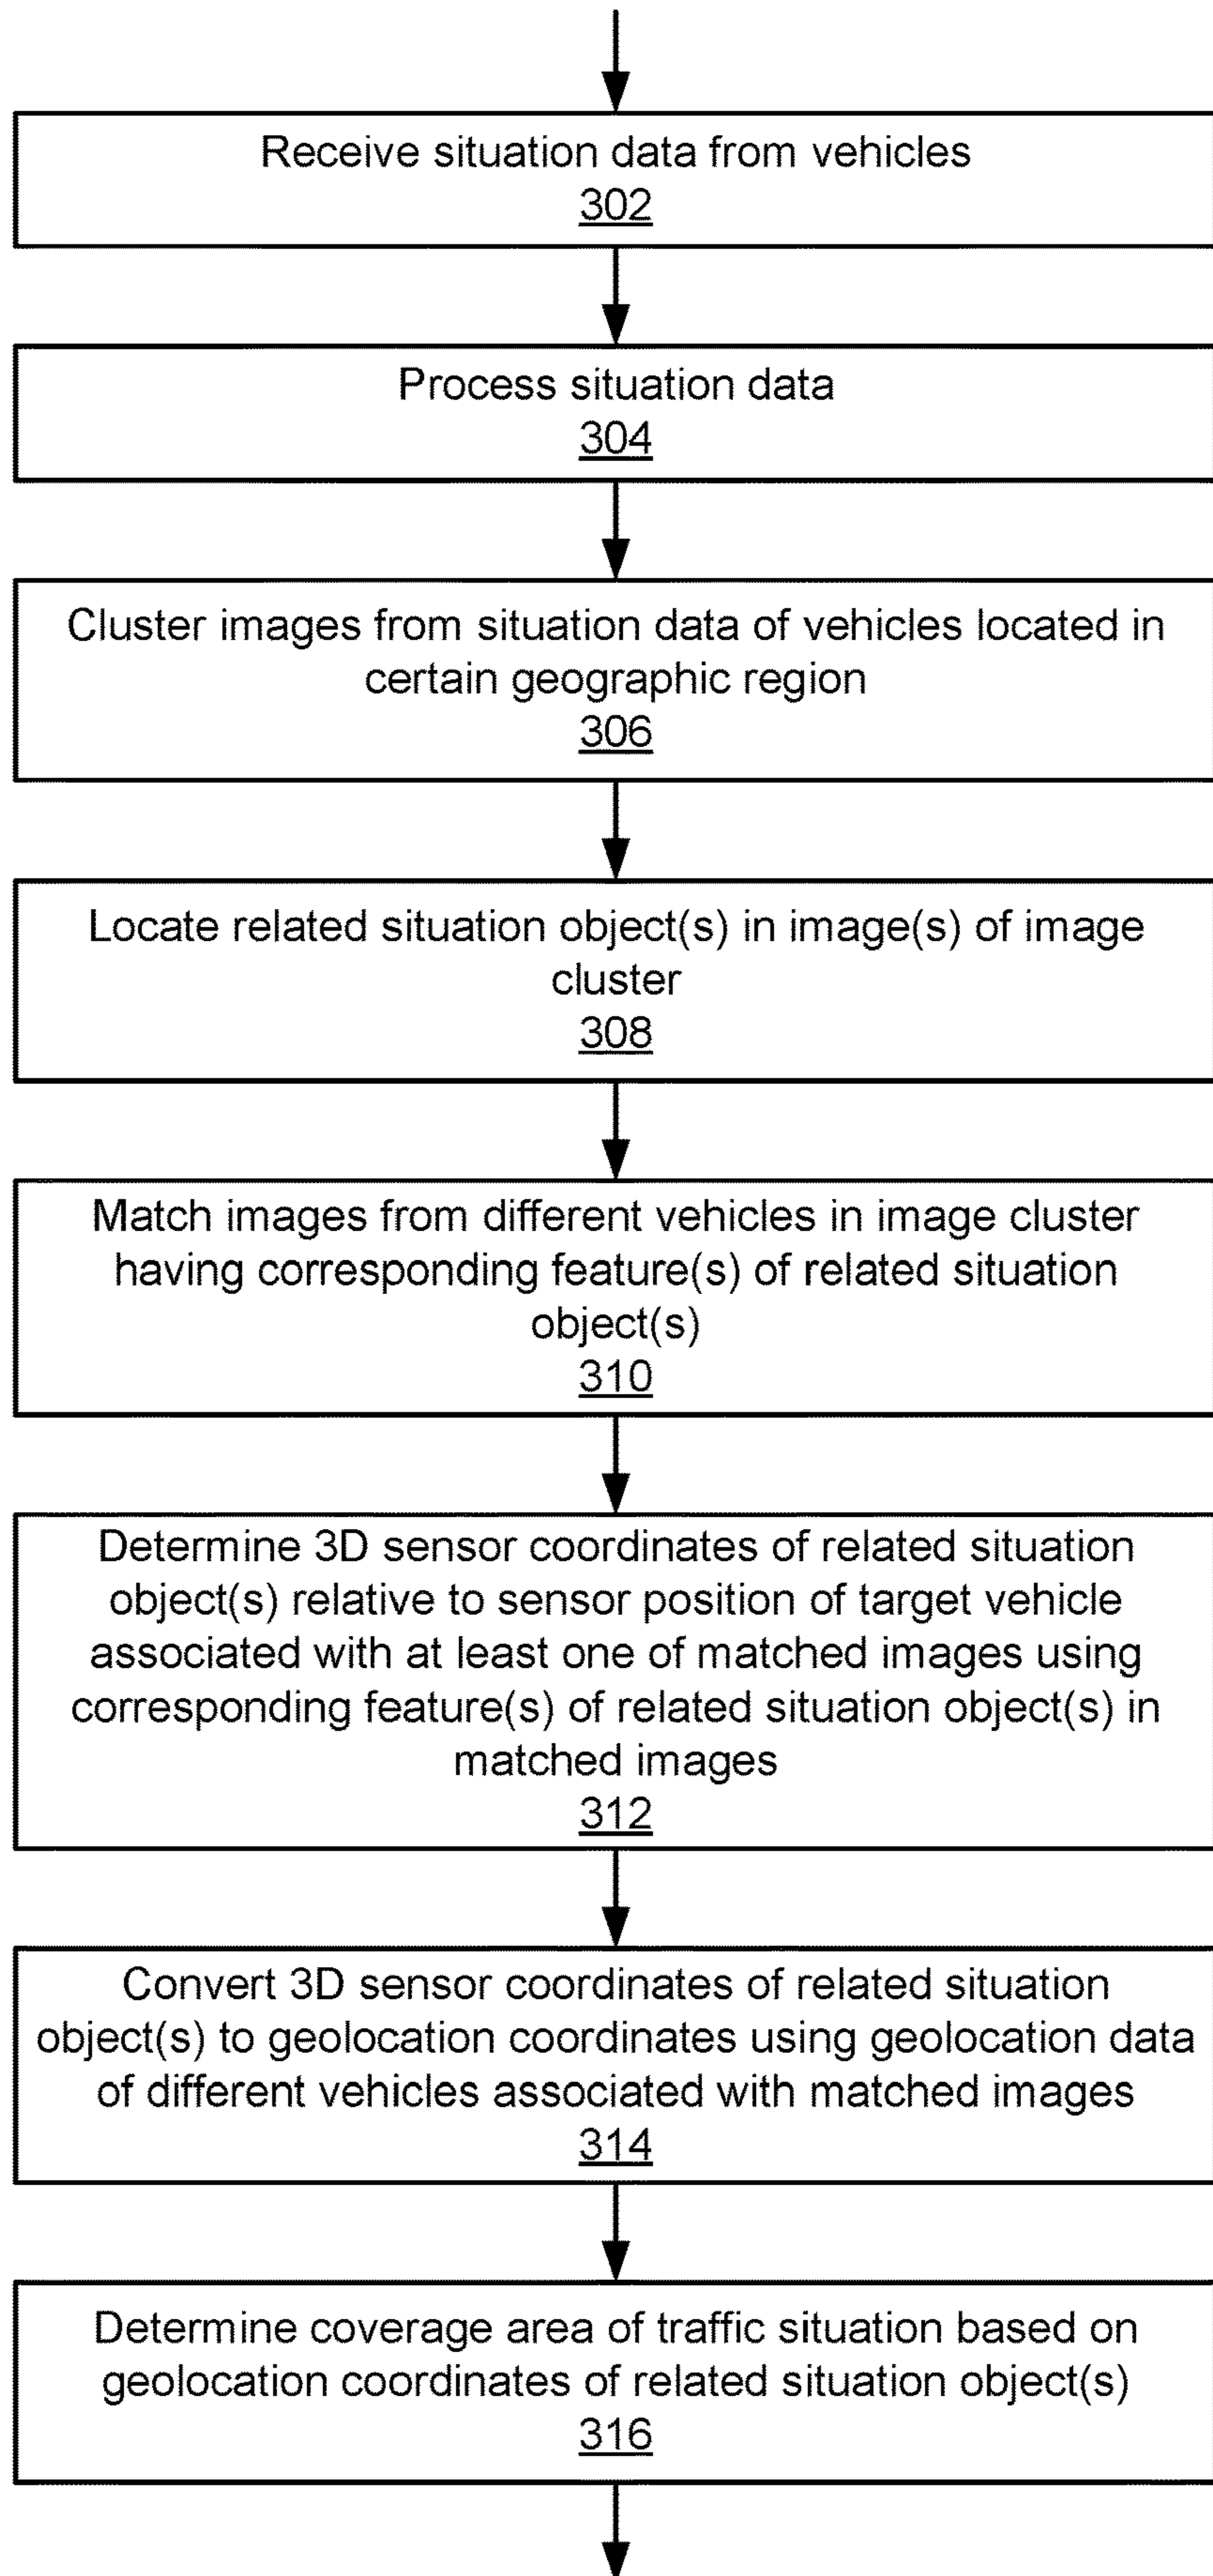 Receive situation data from vehicles
302
Process situation data
304
Cluster images from situation data of vehicles located in
certain geographic region
306
Locate related situation object(s) in image(s) of image
cluster
308
Match images from different vehicles in image cluster
having corresponding feature(s) of related situation
object(s)
310
Determine 3D sensor coordinates of related situation
object(s) relative to sensor position of target vehicle
associated with at least one of matched images using
corresponding feature(s) of related situation object(s) in
matched images
312
Convert 3D sensor coordinates of related situation
object(s) to geolocation coordinates using geolocation data
of different vehicles associated with matched images
314
Determine coverage area of traffic situation based on
geolocation coordinates of related situation object(s)
316